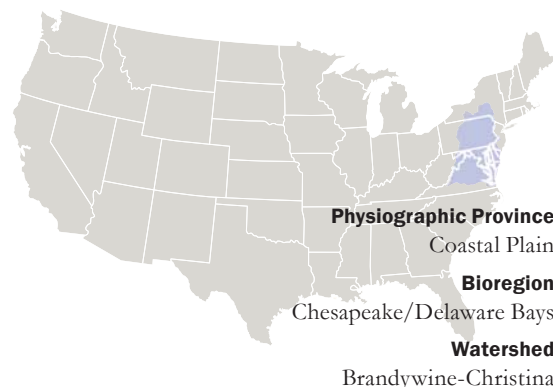 Physiographic Province
Coastal Plain
Bioregion
Chesapeake/Delaware Bays
Watershed
Brandywine-Christina